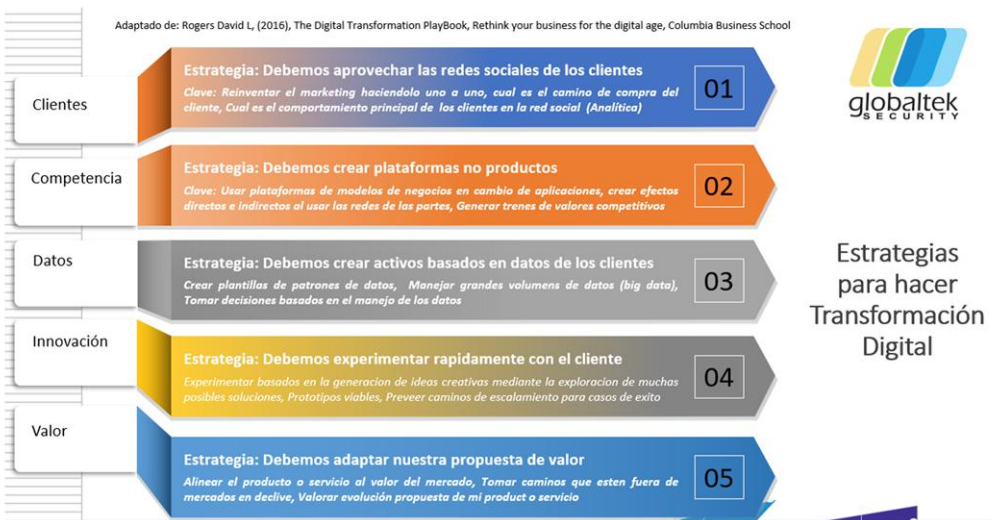 Adaptado de: Rogers David L, (2016), The Digital Transformation PlayBook, Rethink your business for the digital age, Columbia Business School
Clientes
Estrategia: Debemos aprovechar las redes sociales de los clientes
Clave: Reinventar el marketing haciendolo uno a uno, cual es el camino de compra del
cliente, Cual es el comportamiento principal de los clientes en la red social (Analítica)
01
globaltek
SECURITY
Competencia
Estrategia: Debemos crear plataformas no productos
Clave: Usar plataformas de modelos de negocios en cambio de aplicaciones, crear efectos
directos e indirectos al usar las redes de las partes, Generar trenes de valores competitivos
02
Datos
Estrategia: Debemos crear activos basados en datos de los clientes
Crear plantillas de patrones de datos, Manejar grandes volumens de datos (big data),
Tomar decisiones basados en el manejo de los datos
03
Estrategias
para hacer
Transformación
Digital
Innovación
Estrategia: Debemos experimentar rapidamente con el cliente
Experimentar basados en la generacion de ideas creativas mediante la exploracion de muchas
posibles soluciones, Prototipos viables, Preveer caminos de escalamiento para casos de exito
04
Valor
Estrategia: Debemos adaptar nuestra propuesta de valor
Alinear el producto o servicio al valor del mercado, Tomar caminos que esten fuera de
mercados en declive, Valorar evolución propuesta de mi product o servicio
05